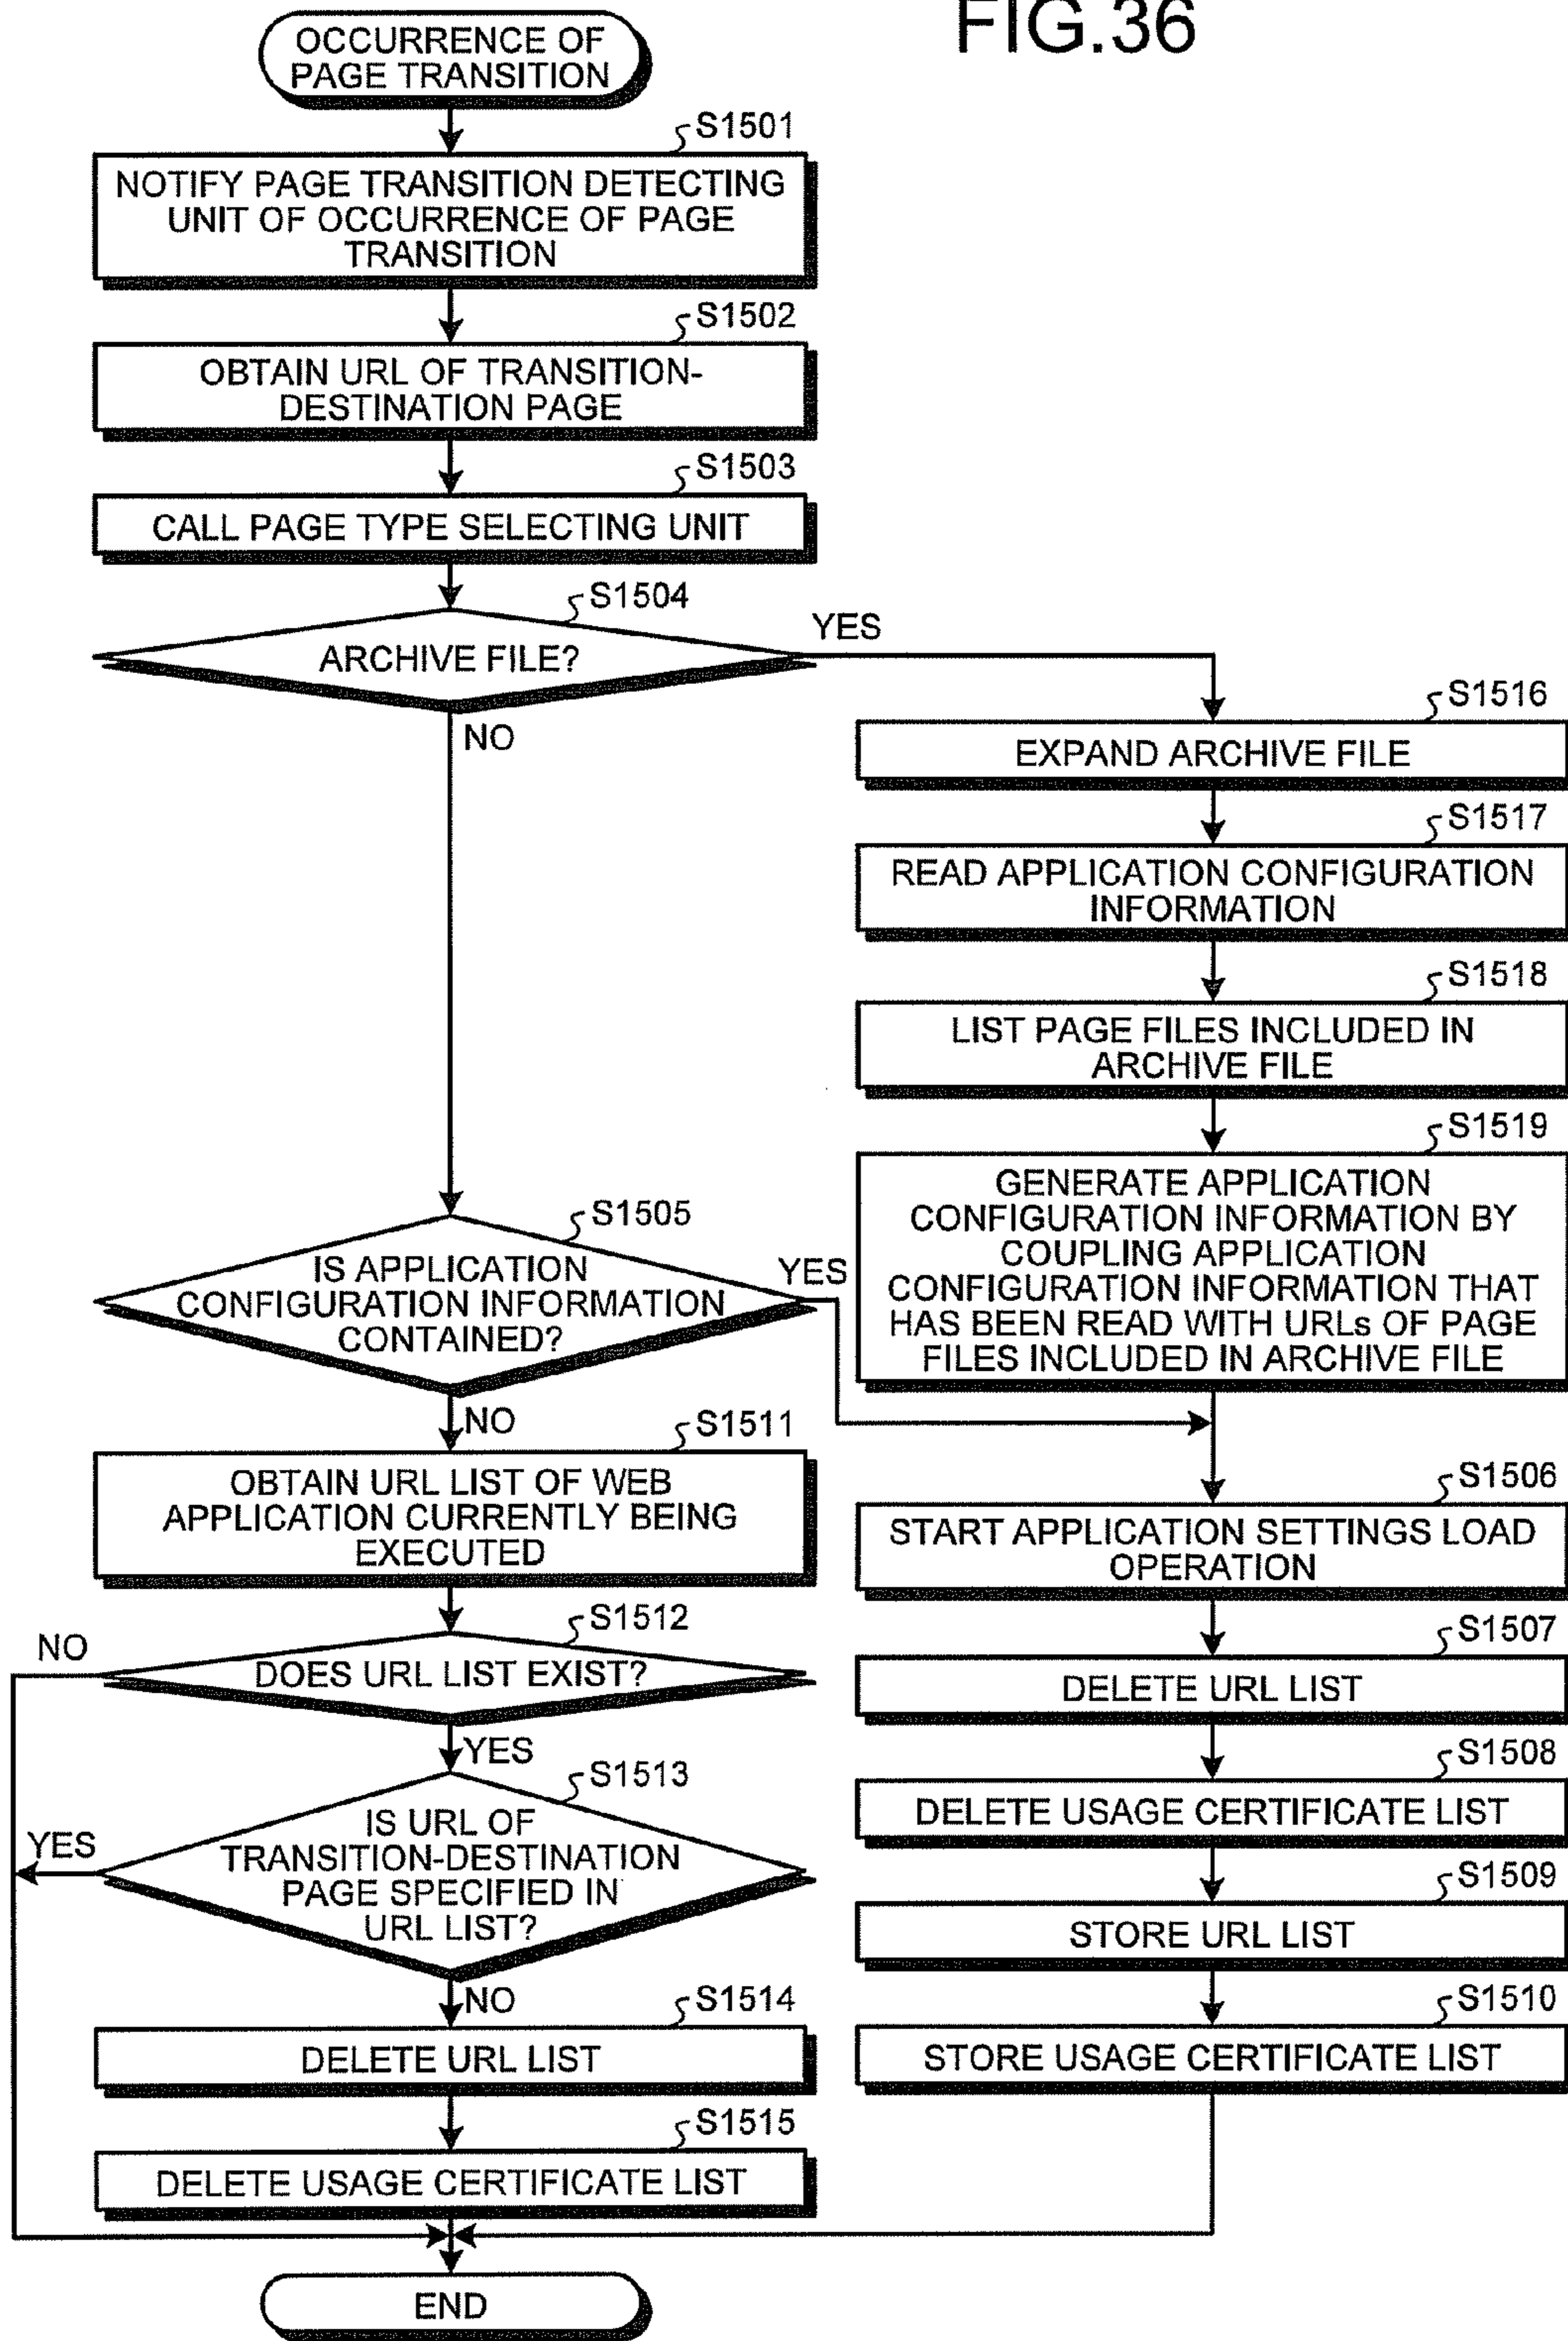 FIG.36
OCCURRENCE OF
PAGE TRANSITION
S1501
NOTIFY PAGE TRANSITION DETECTING
UNIT OF OCCURRENCE OF PAGE
TRANSITION
S1502
OBTAIN URL OF TRANSITION-
DESTINATION PAGE
S1503
CALL PAGE TYPE SELECTING UNIT
S1504
ARCHIVE FILE?
YES
NO
S1516
EXPAND ARCHIVE FILE
S1517
READ APPLICATION CONFIGURATION
INFORMATION
S1518
LIST PAGE FILES INCLUDED IN
ARCHIVE FILE
S1519
GENERATE APPLICATION
CONFIGURATION INFORMATION BY
COUPLING APPLICATION
CONFIGURATION INFORMATION THAT
HAS BEEN READ WITH URLs OF PAGE
FILES INCLUDED IN ARCHIVE FILE
S1505
IS APPLICATION
CONFIGURATION INFORMATION
CONTAINED?
YES
NO
S1511
OBTAIN URL LIST OF WEB
APPLICATION CURRENTLY BEING
EXECUTED
S1512
DOES URL LIST EXIST?
NO
YES
S1513
IS URL OF
TRANSITION-DESTINATION
PAGE SPECIFIED IN
URL LIST?
YES
NO
S1514
DELETE URL LIST
S1515
DELETE USAGE CERTIFICATE LIST
S1506
START APPLICATION SETTINGS LOAD
OPERATION
S1507
DELETE URL LIST
S1508
DELETE USAGE CERTIFICATE LIST
S1509
STORE URL LIST
S1510
STORE USAGE CERTIFICATE LIST
END